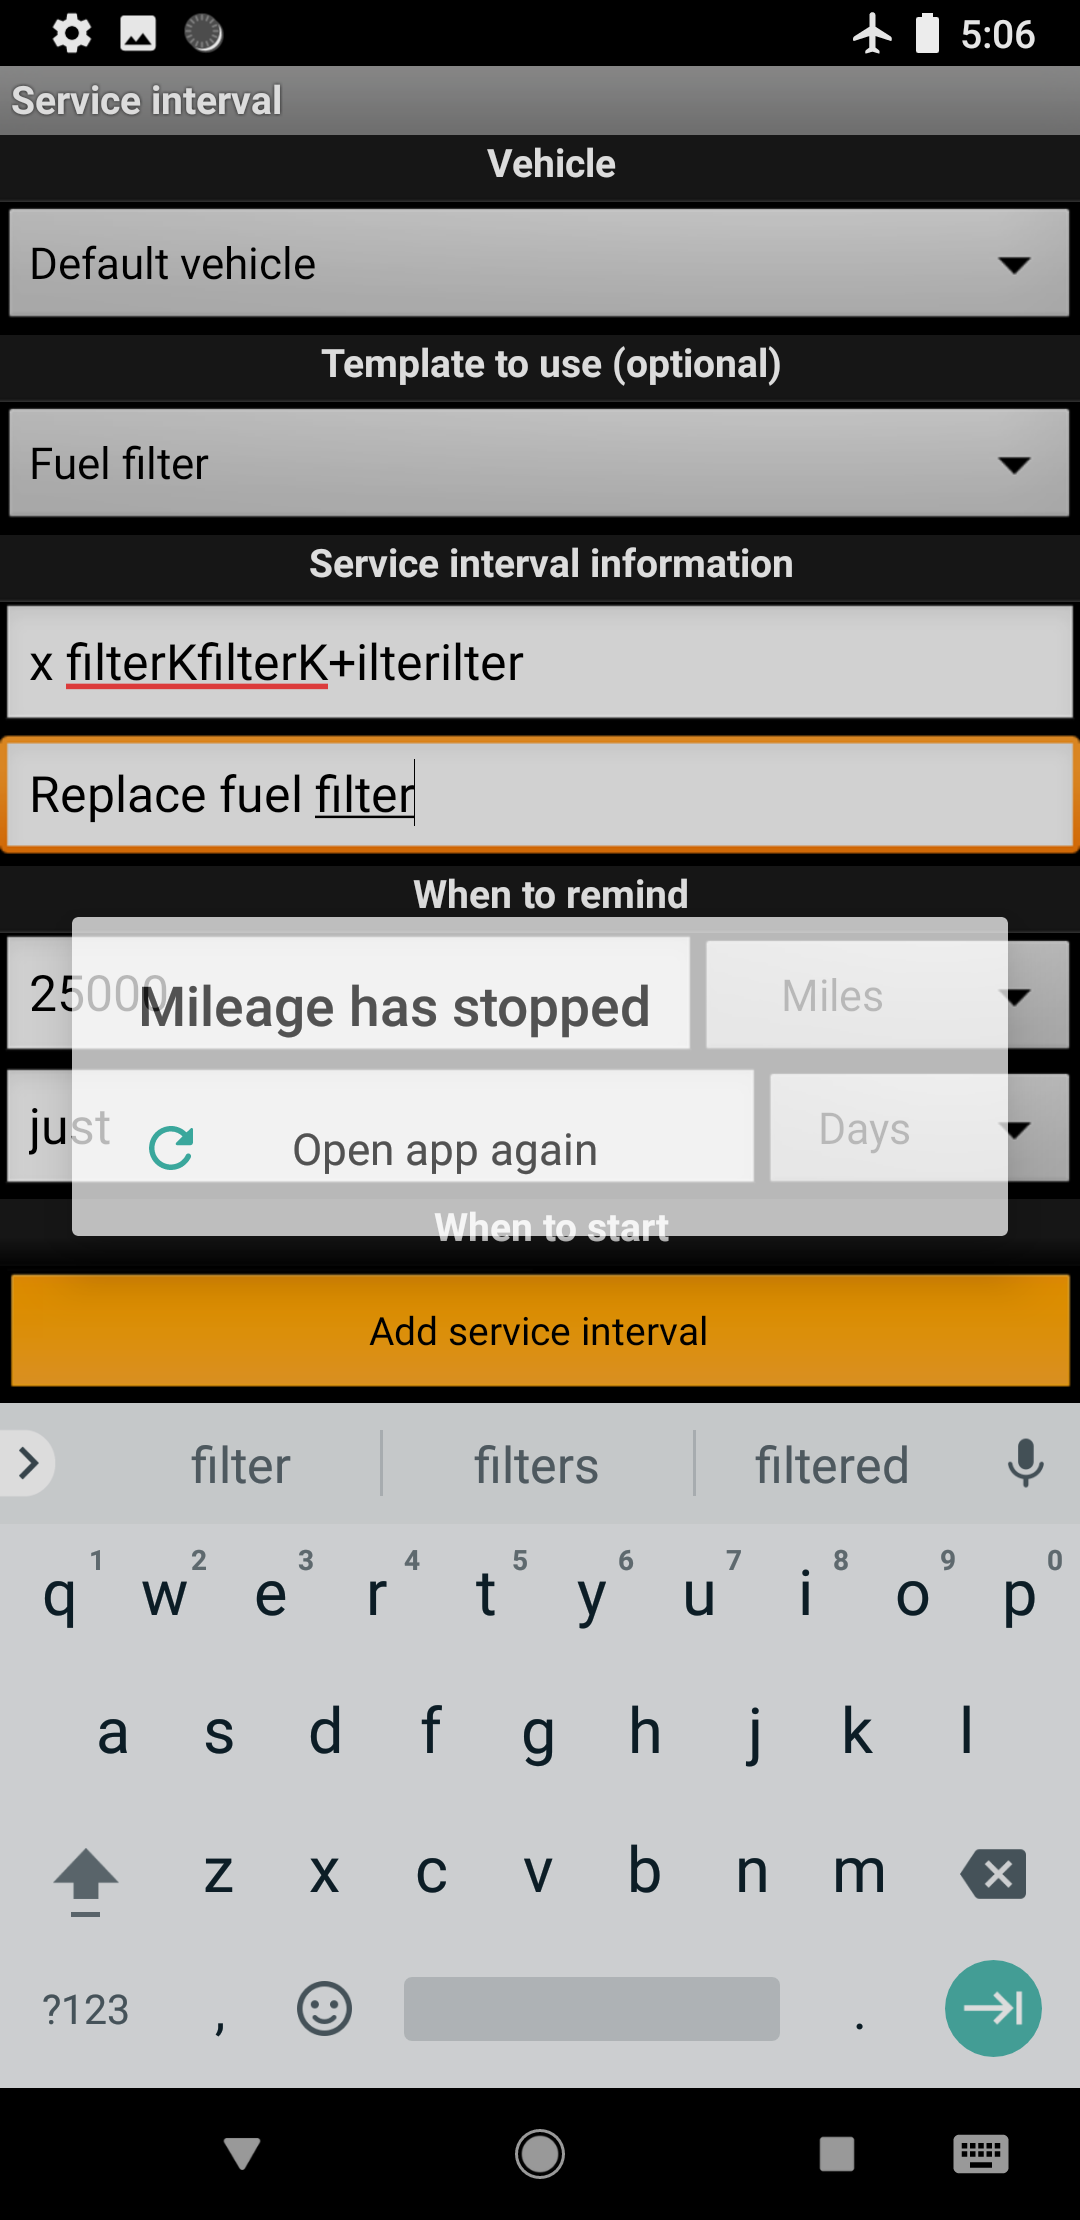 5:06
Service interval
Vehicle
Default vehicle
Template to use (optional)
Fuel filter
Service interval information
x filterKfilterK+ilterilter
Replace fuel filter
When to remind
25000 Miles
Mileage has stopped
just Days
Open app again
When to start
Add service interval
filter filters filtered
1 2 3 4 5 6 7 8 9 0
q w e r t y u i o p
a s d f g h j k l
z x c v b n m
?123 , .